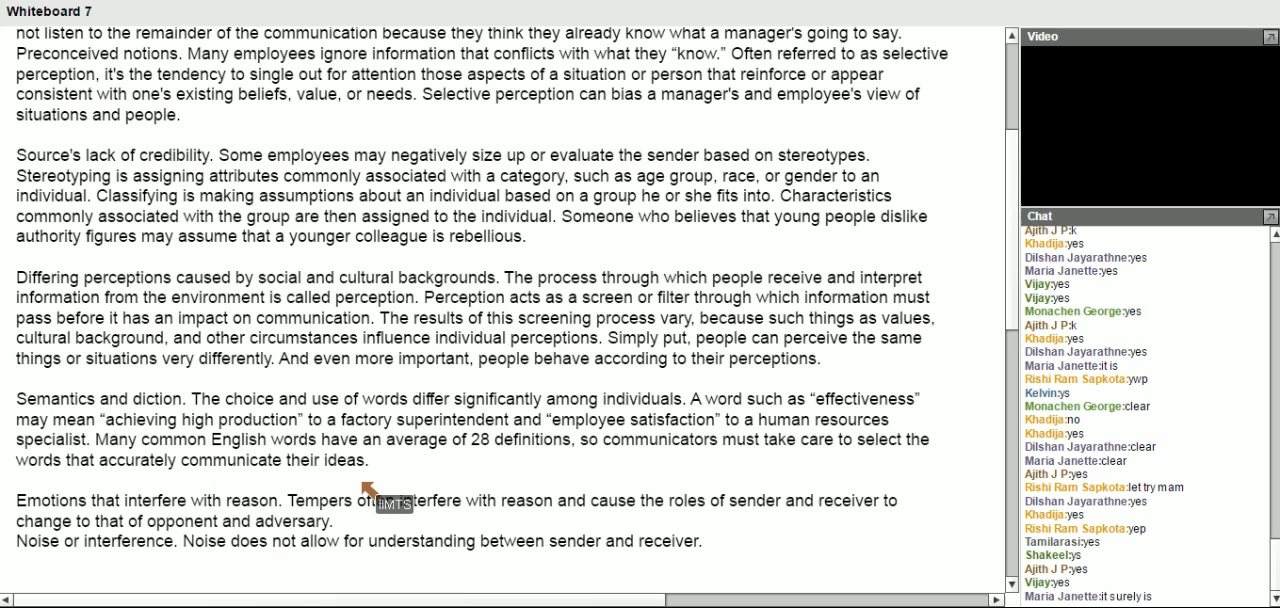 Whiteboard 7
not listen to the remainder of the communication because they think they already know what a manager's going to say.
Preconceived notions. Many employees ignore information that conflicts with what they “know.” Often referred to as selective
perception, it's the tendency to single out for attention those aspects of a situation or person that reinforce or appear
consistent with one's existing beliefs, value, or needs. Selective perception can bias a manager's and employee's view of
situations and people.
Source's lack of credibility. Some employees may negatively size up or evaluate the sender based on stereotypes.
Stereotyping is assigning attributes commonly associated with a category, such as age group, race, or gender to an
individual. Classifying is making assumptions about an individual based on a group he or she fits into. Characteristics
commonly associated with the group are then assigned to the individual. Someone who believes that young people dislike
authority figures may assume that a younger colleague is rebellious.
Differing perceptions caused by social and cultural backgrounds. The process through which people receive and interpret
information from the environment is called perception. Perception acts as a screen or filter through which information must
pass before it has an impact on communication. The results of this screening process vary, because such things as values,
cultural background, and other circumstances influence individual perceptions. Simply put, people can perceive the same
things or situations very differently. And even more important, people behave according to their perceptions.
Semantics and diction. The choice and use of words differ significantly among individuals. A word such as “effectiveness”
may mean “achieving high production” to a factory superintendent and “employee satisfaction” to a human resources
specialist. Many common English words have an average of 28 definitions, so communicators must take care to select the
words that accurately communicate their ideas.
Emotions that interfere with reason. Tempers often interfere with reason and cause the roles of sender and receiver to
change to that of opponent and adversary.
Noise or interference. Noise does not allow for understanding between sender and receiver.
IIMTS
Video
Chat
Ajith J P:k
Khadija:yes
Dilshan Jayarathne:yes
Maria Janette:yes
Vijay:yes
Vijay:yes
Monachen George:yes
Ajith J P:k
Khadija:yes
Dilshan Jayarathne:yes
Maria Janette:it is
Rishi Ram Sapkota:ywp
Kelvin:ys
Monachen George:clear
Khadija:no
Khadija:yes
Dilshan Jayarathne:clear
Maria Janette:clear
Ajith J P:yes
Rishi Ram Sapkota:let try mam
Dilshan Jayarathne:yes
Khadija:yes
Rishi Ram Sapkota:yep
Tamilarasi:yes
Shakeel:ys
Ajith J P:yes
Vijay:yes
Maria Janette:it surely is